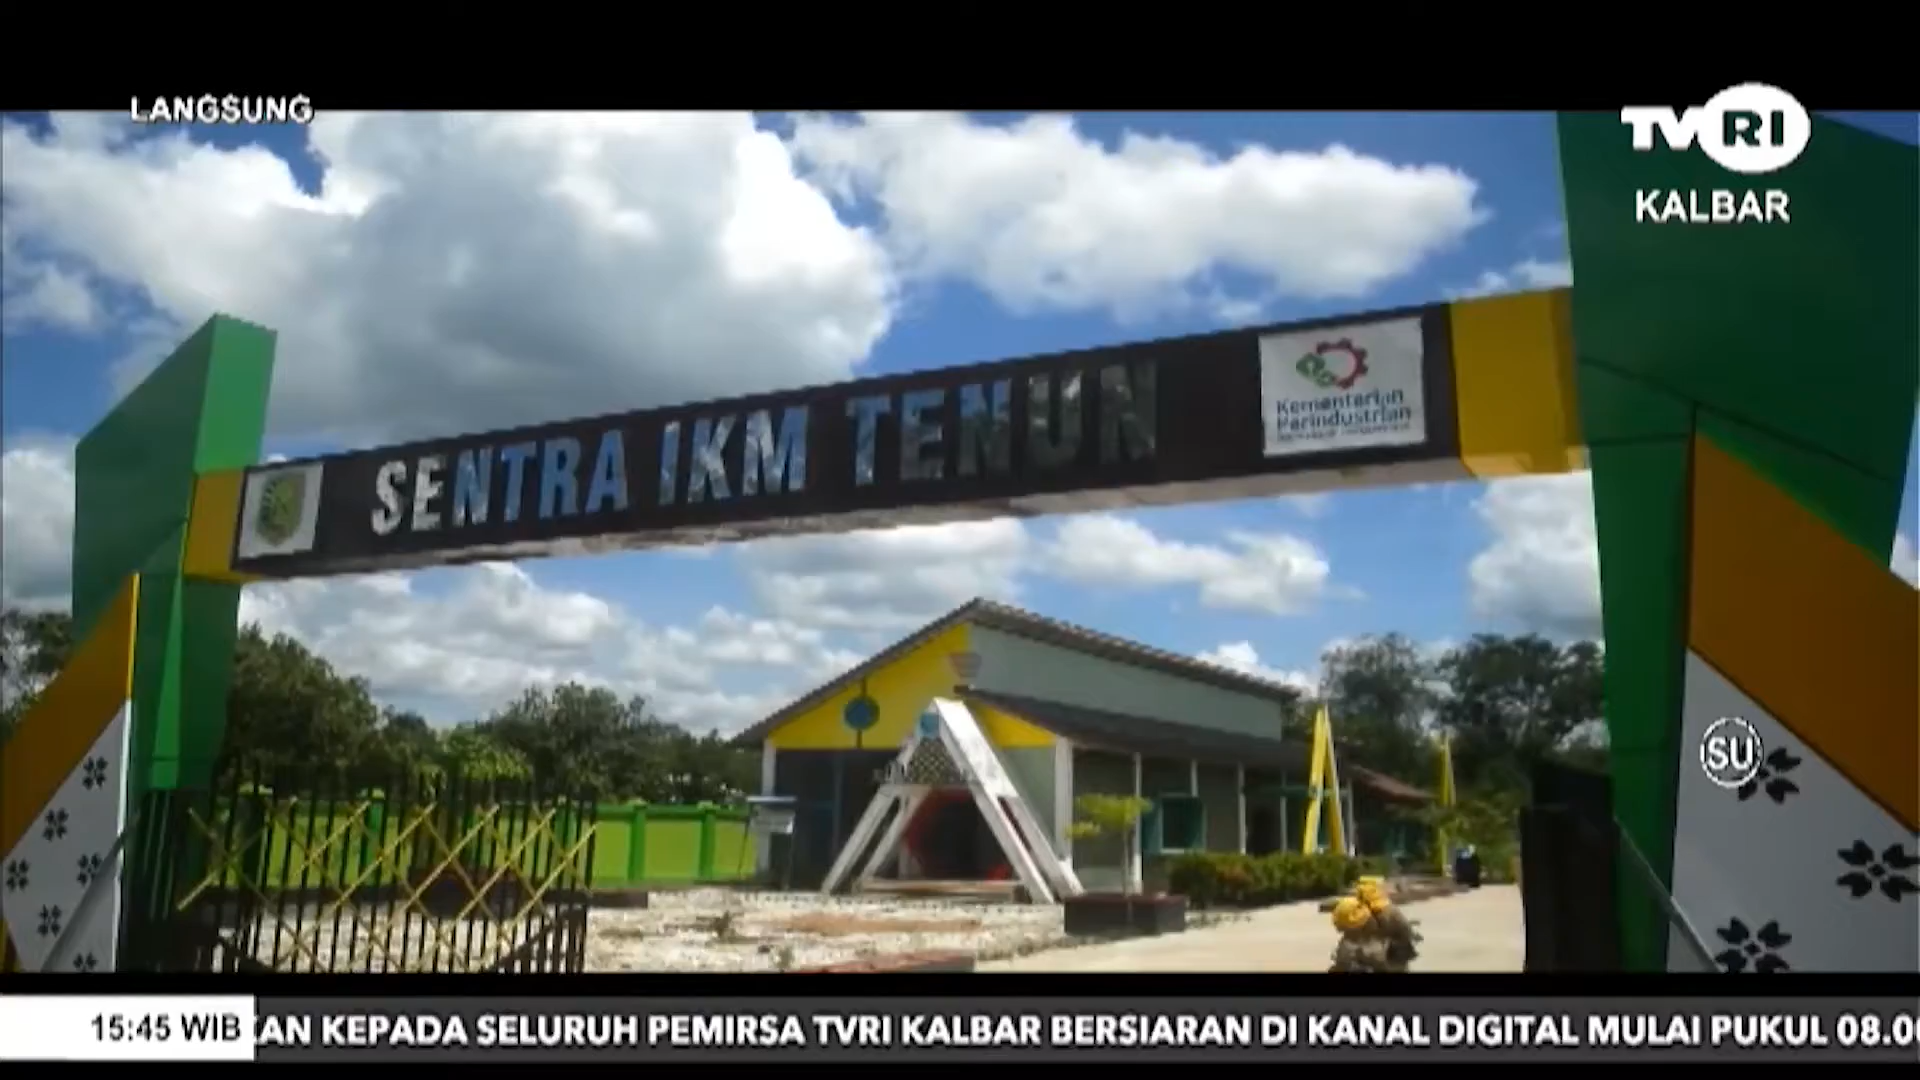 LANGSUNG
TVRI
KALBAR
SENTRA IKM TENUN
Kementerian
Perindustrian
SU
15:45 WIB
KAN KEPADA SELURUH PEMIRSA TVRI KALBAR BERSIARAN DI KANAL DIGITAL MULAI PUKUL 08.00